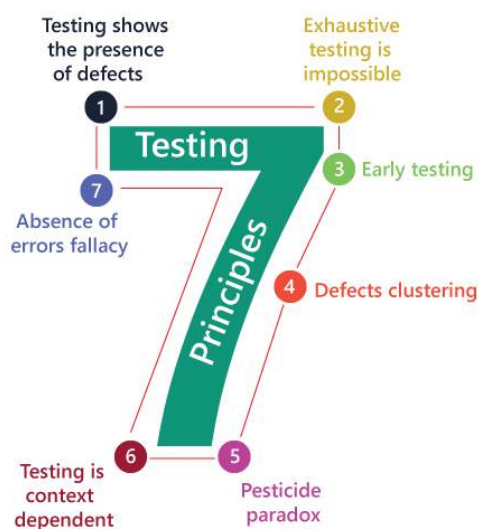 Testing shows
the presence
of defects
1
Exhaustive
testing is
impossible
2
Testing
3
Early testing
7
Absence of
errors fallacy
Principles
4
Defects clustering
6
Testing is
context
dependent
5
Pesticide
paradox